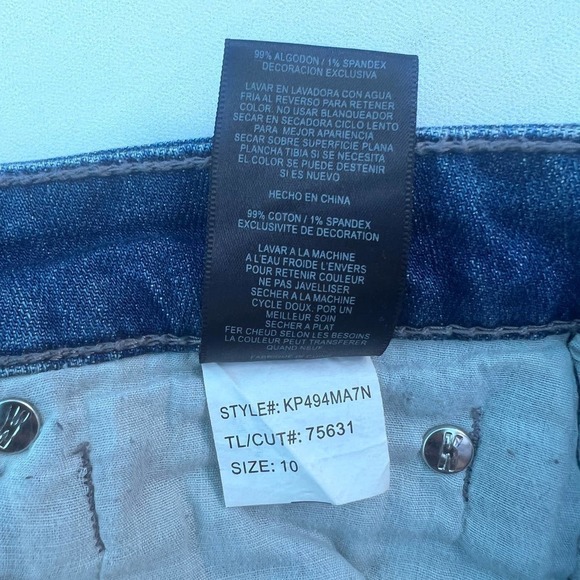 99% ALGODON / 1% SPANDEX
DECORACION EXCLUSIVA
LAVAR EN LAVADORA CON AGUA
FRIA AL REVERSO PARA RETENER
COLOR. NO USAR BLANQUEADOR
SECAR EN SECADORA CICLO LENTO
PARA MEJOR APARIENCIA
SECAR SOBRE SUPERFICIE PLANA
PLANCHA TIBIA SI SE NECESITA
EL COLOR SE PUEDE DESTENIR
SI ES NUEVO
HECHO EN CHINA
99% COTON / 1% SPANDEX
EXCLUSIVITE DE DECORATION
LAVAR A LA MACHINE
A L'EAU FROIDE L'ENVERS
POUR RETENIR COULEUR
NE PAS JAVELLISER
SECHER A LA MACHINE
CYCLE DOUX. POR UN
MEILLEUR SOIN
SECHER A PLAT
FER CHEUD SELON LES BESOINS
LA COULEUR PEUT TRANSFERER
QUAND NEUF
STYLE#: KP494MA7N
TL/CUT#: 75631
SIZE: 10